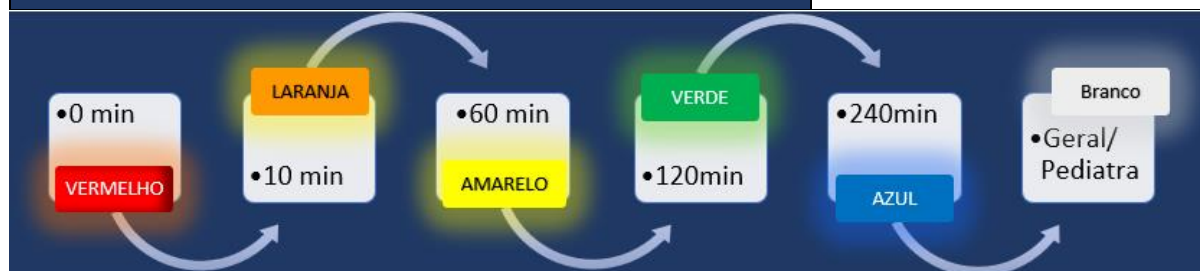 •0 min
VERMELHO
LARANJA
•10 min
•60 min
AMARELO
VERDE
•120min
•240min
AZUL
Branco
•Geral/
Pediatra